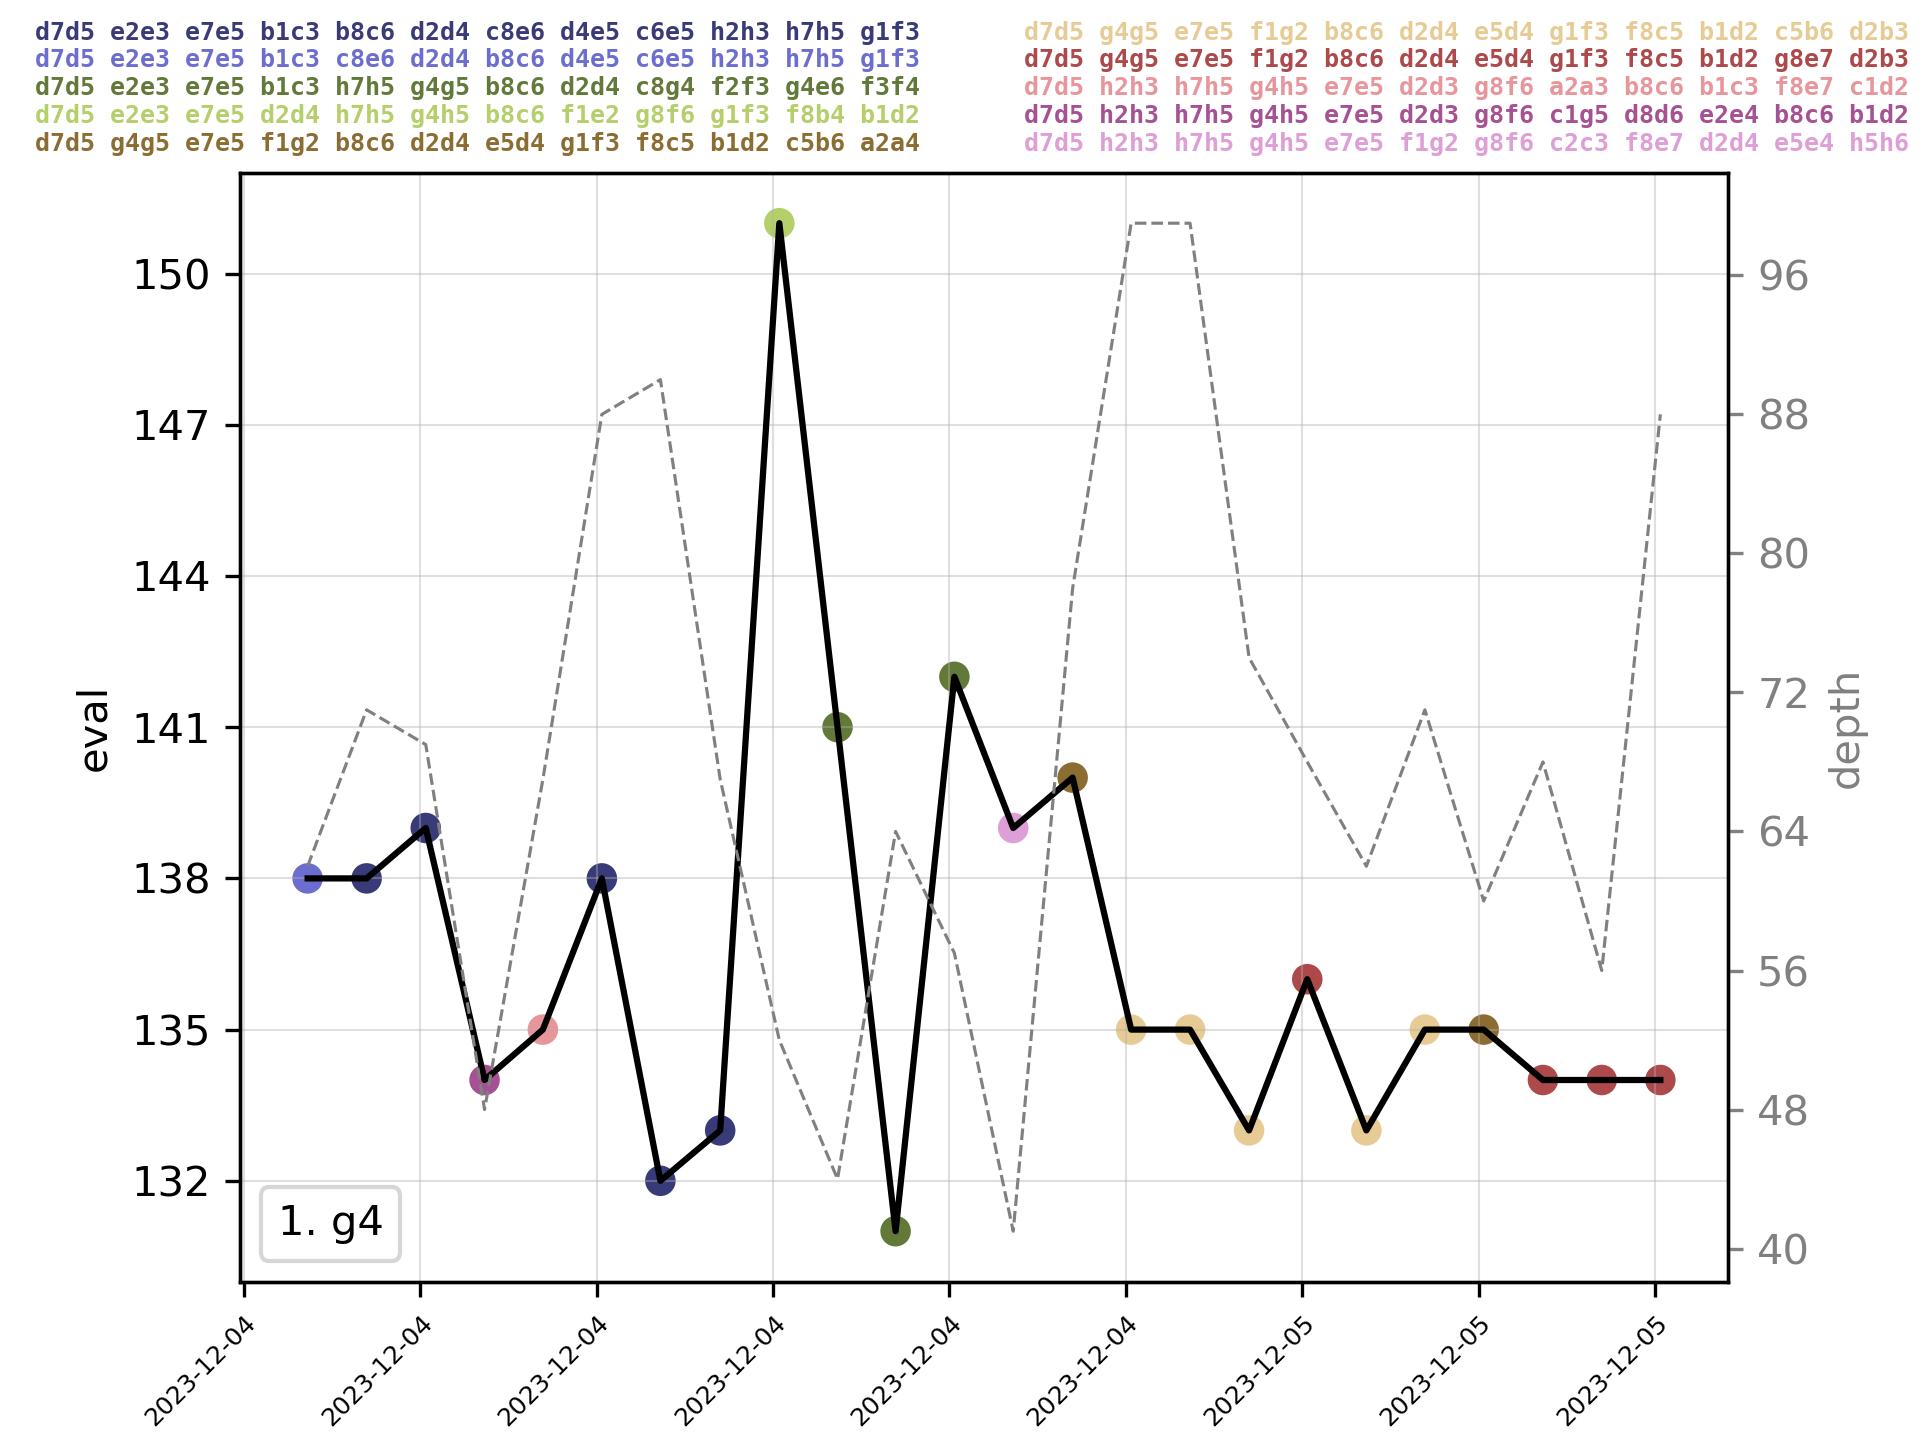 d7d5 e2e3 e7e5 b1c3 b8c6 d2d4 c8e6 d4e5 c6e5 h2h3 h7h5 g1f3
d7d5 e2e3 e7e5 b1c3 c8e6 d2d4 b8c6 d4e5 c6e5 h2h3 h7h5 g1f3
d7d5 e2e3 e7e5 b1c3 h7h5 g4g5 b8c6 d2d4 c8g4 f2f3 g4e6 f3f4
d7d5 e2e3 e7e5 d2d4 h7h5 g4h5 b8c6 f1e2 g8f6 g1f3 f8b4 b1d2
d7d5 g4g5 e7e5 f1g2 b8c6 d2d4 e5d4 g1f3 f8c5 b1d2 c5b6 a2a4
d7d5 g4g5 e7e5 f1g2 b8c6 d2d4 e5d4 g1f3 f8c5 b1d2 c5b6 d2b3
d7d5 g4g5 e7e5 f1g2 b8c6 d2d4 e5d4 g1f3 f8c5 b1d2 g8e7 d2b3
d7d5 h2h3 h7h5 g4h5 e7e5 d2d3 g8f6 a2a3 b8c6 b1c3 f8e7 c1d2
d7d5 h2h3 h7h5 g4h5 e7e5 d2d3 g8f6 c1g5 d8d6 e2e4 b8c6 b1d2
d7d5 h2h3 h7h5 g4h5 e7e5 f1g2 g8f6 c2c3 f8e7 d2d4 e5e4 h5h6
150
147
144
141
138
135
132
eval
96
88
80
72
64
56
48
40
depth
1. g4
2023-12-04
2023-12-04
2023-12-04
2023-12-04
2023-12-04
2023-12-04
2023-12-05
2023-12-05
2023-12-05